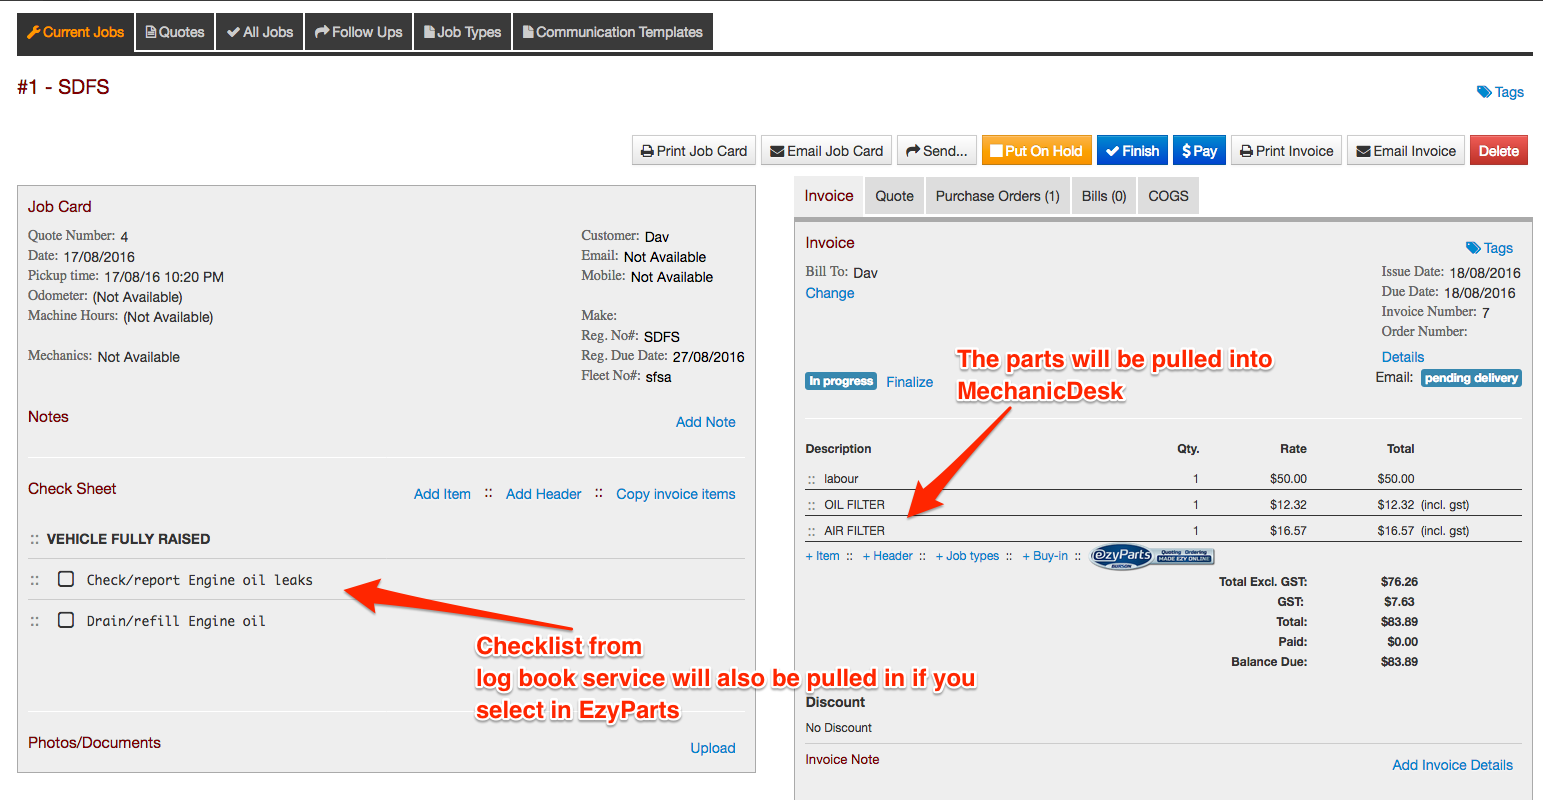 Current Jobs
Quotes
All Jobs
Follow Ups
Job Types
Communication Templates
#1 - SDFS
Tags
Print Job Card
Email Job Card
Send...
Put On Hold
Finish
$ Pay
Print Invoice
Email Invoice
Delete
Job Card
Quote Number: 4
Date: 17/08/2016
Pickup time: 17/08/16 10:20 PM
Odometer: (Not Available)
Machine Hours: (Not Available)
Mechanics: Not Available
Customer: Dav
Email: Not Available
Mobile: Not Available
Make:
Reg. No#: SDFS
Reg. Due Date: 27/08/2016
Fleet No#: sfsa
Notes
Add Note
Check Sheet
Add Item :: Add Header :: Copy invoice items
:: VEHICLE FULLY RAISED
:: Check/report Engine oil leaks
:: Drain/refill Engine oil
Checklist from
log book service will also be pulled in if you
select in EzyParts
Photos/Documents
Upload
Invoice
Quote
Purchase Orders (1)
Bills (0)
COGS
Invoice
Tags
Bill To: Dav
Change
Issue Date: 18/08/2016
Due Date: 18/08/2016
Invoice Number: 7
Order Number:
Details
Email: pending delivery
In progress Finalize
The parts will be pulled into
MechanicDesk
Description Qty. Rate Total
:: labour 1 $50.00 $50.00
:: OIL FILTER 1 $12.32 $12.32 (incl. gst)
:: AIR FILTER 1 $16.57 $16.57 (incl. gst)
+ Item :: + Header :: + Job types :: + Buy-in :: ezyParts BURSON Quoting Ordering MADE EZY ONLINE
Total Excl. GST: $76.26
GST: $7.63
Total: $83.89
Paid: $0.00
Balance Due: $83.89
Discount
No Discount
Invoice Note
Add Invoice Details